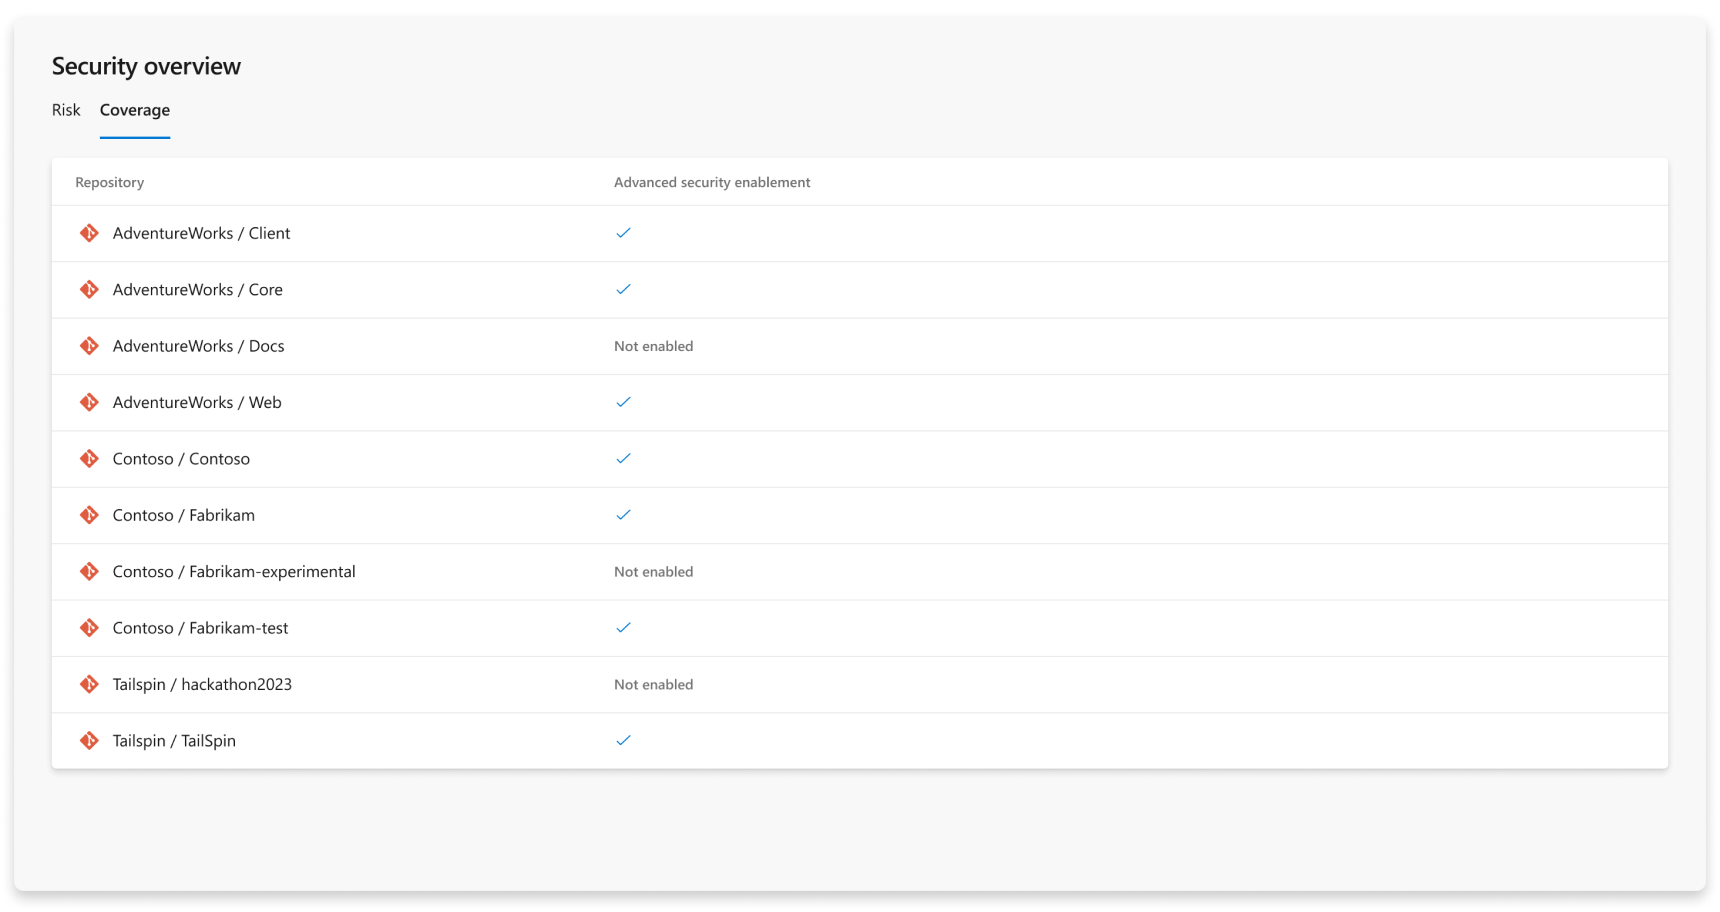 Security overview
Risk Coverage
Repository Advanced security enablement
AdventureWorks / Client
AdventureWorks / Core
AdventureWorks / Docs Not enabled
AdventureWorks / Web
Contoso / Contoso
Contoso / Fabrikam
Contoso / Fabrikam-experimental Not enabled
Contoso / Fabrikam-test
Tailspin / hackathon2023 Not enabled
Tailspin / TailSpin